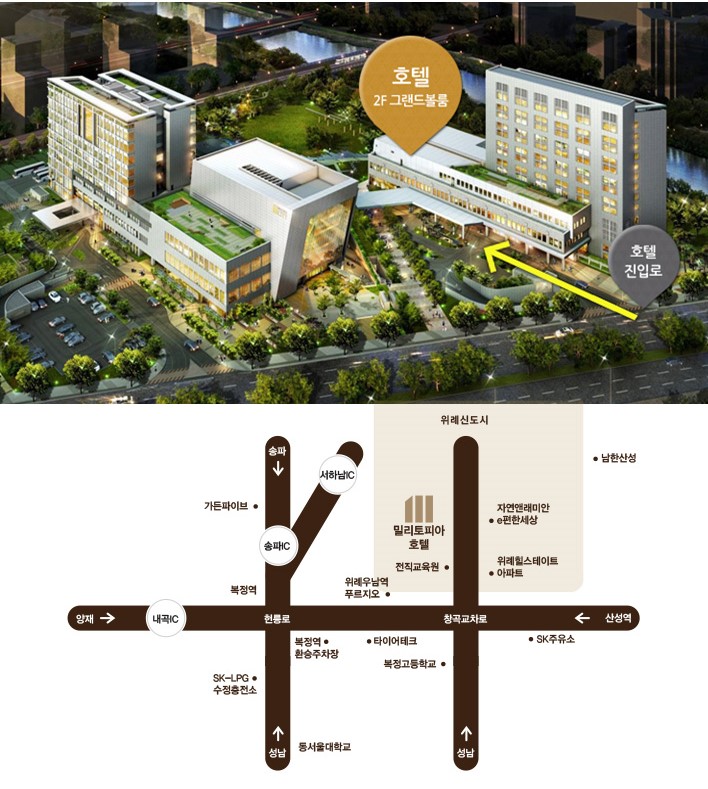 호텔
2F 그랜드볼룸
호텔
진입로
위례신도시
송파
서하남IC
남한산성
가든파이브
자연앤래미안
e편한세상
밀리토피아
호텔
송파IC
전직교육원
위례힐스테이트
아파트
복정역
위례우남역
푸르지오
양재
내곡IC
헌릉로
창곡교차로
산성역
복정역
환승주차장
타이어테크
SK주유소
복정고등학교
SK-LPG
수정충전소
성남
동서울대학교
성남